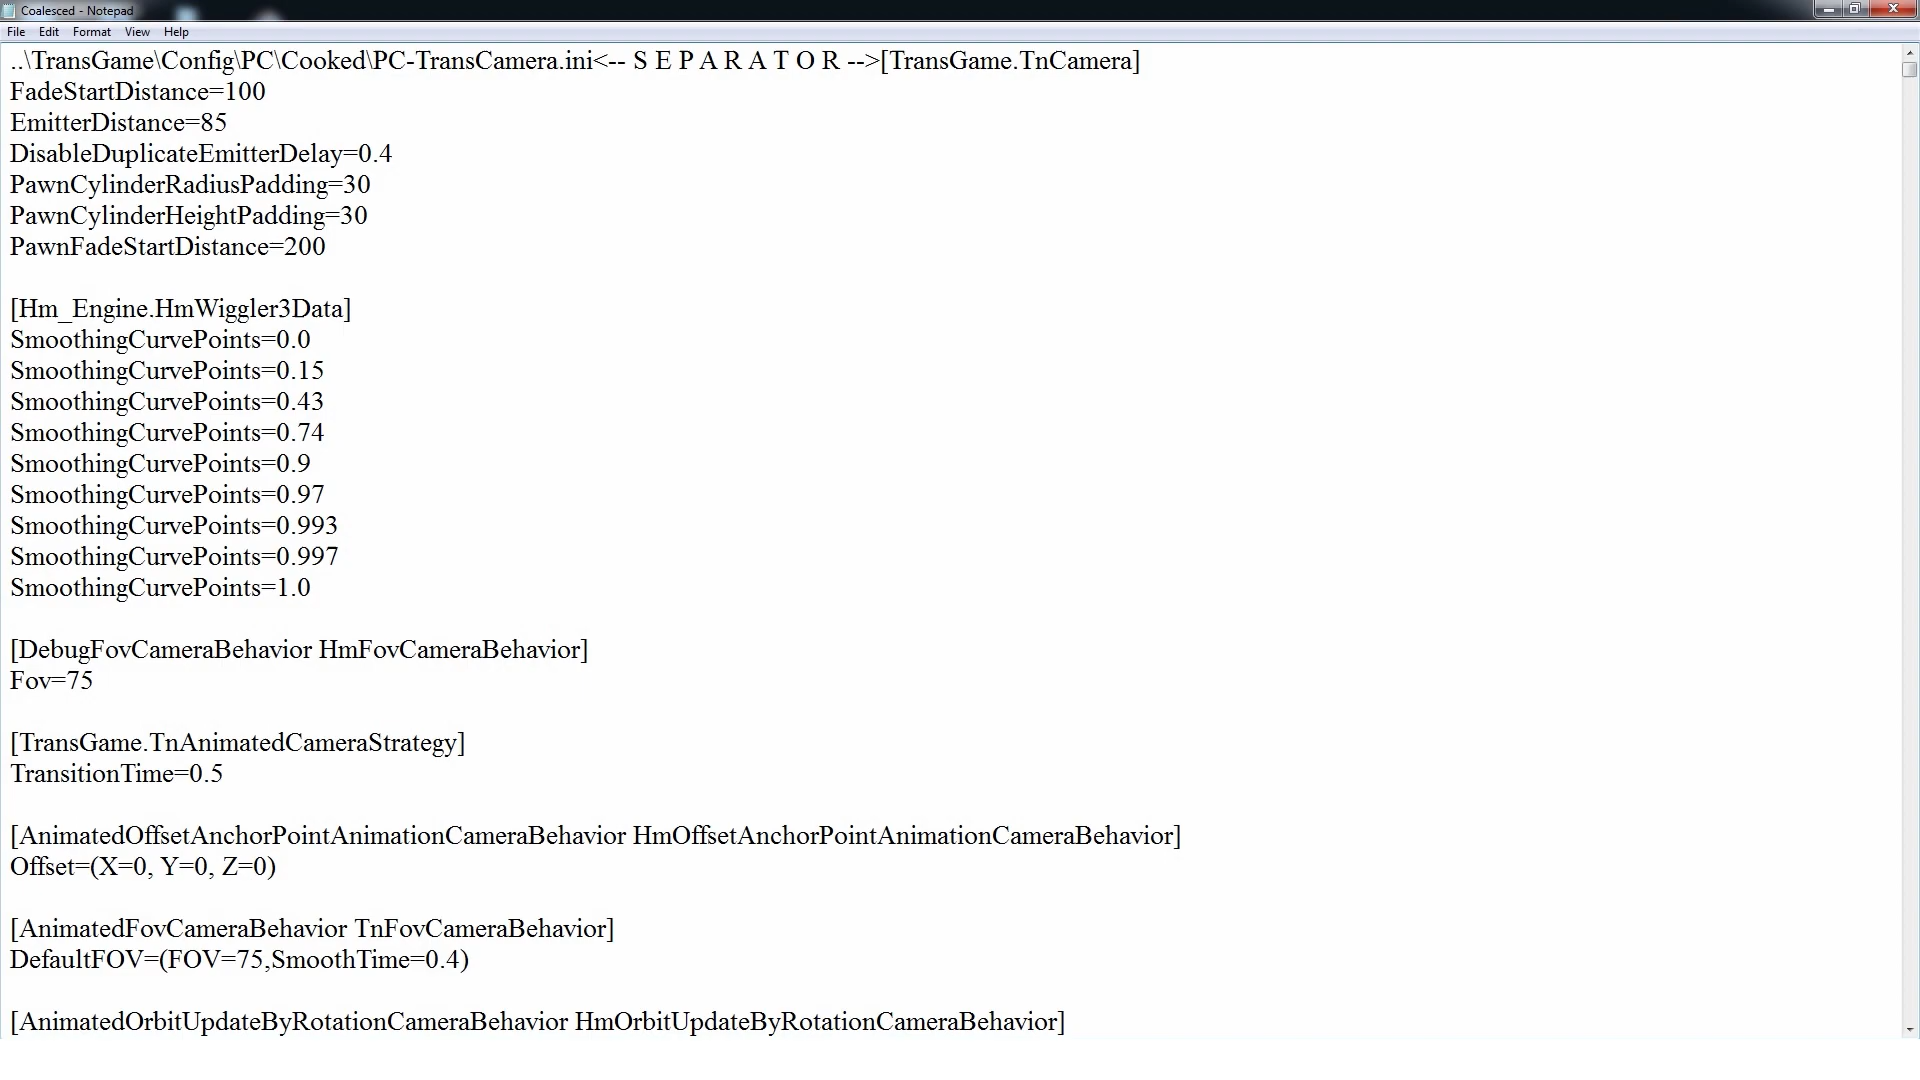 Coalesced - Notepad
File Edit Format View Help
..\TransGame\Config\PC\Cooked\PC-TransCamera.ini<-- S E P A R A T O R -->[TransGame.TnCamera]
FadeStartDistance=100
EmitterDistance=85
DisableDuplicateEmitterDelay=0.4
PawnCylinderRadiusPadding=30
PawnCylinderHeightPadding=30
PawnFadeStartDistance=200
[Hm_Engine.HmWiggler3Data]
SmoothingCurvePoints=0.0
SmoothingCurvePoints=0.15
SmoothingCurvePoints=0.43
SmoothingCurvePoints=0.74
SmoothingCurvePoints=0.9
SmoothingCurvePoints=0.97
SmoothingCurvePoints=0.993
SmoothingCurvePoints=0.997
SmoothingCurvePoints=1.0
[DebugFovCameraBehavior HmFovCameraBehavior]
Fov=75
[TransGame.TnAnimatedCameraStrategy]
TransitionTime=0.5
[AnimatedOffsetAnchorPointAnimationCameraBehavior HmOffsetAnchorPointAnimationCameraBehavior]
Offset=(X=0, Y=0, Z=0)
[AnimatedFovCameraBehavior TnFovCameraBehavior]
DefaultFOV=(FOV=75,SmoothTime=0.4)
[AnimatedOrbitUpdateByRotationCameraBehavior HmOrbitUpdateByRotationCameraBehavior]